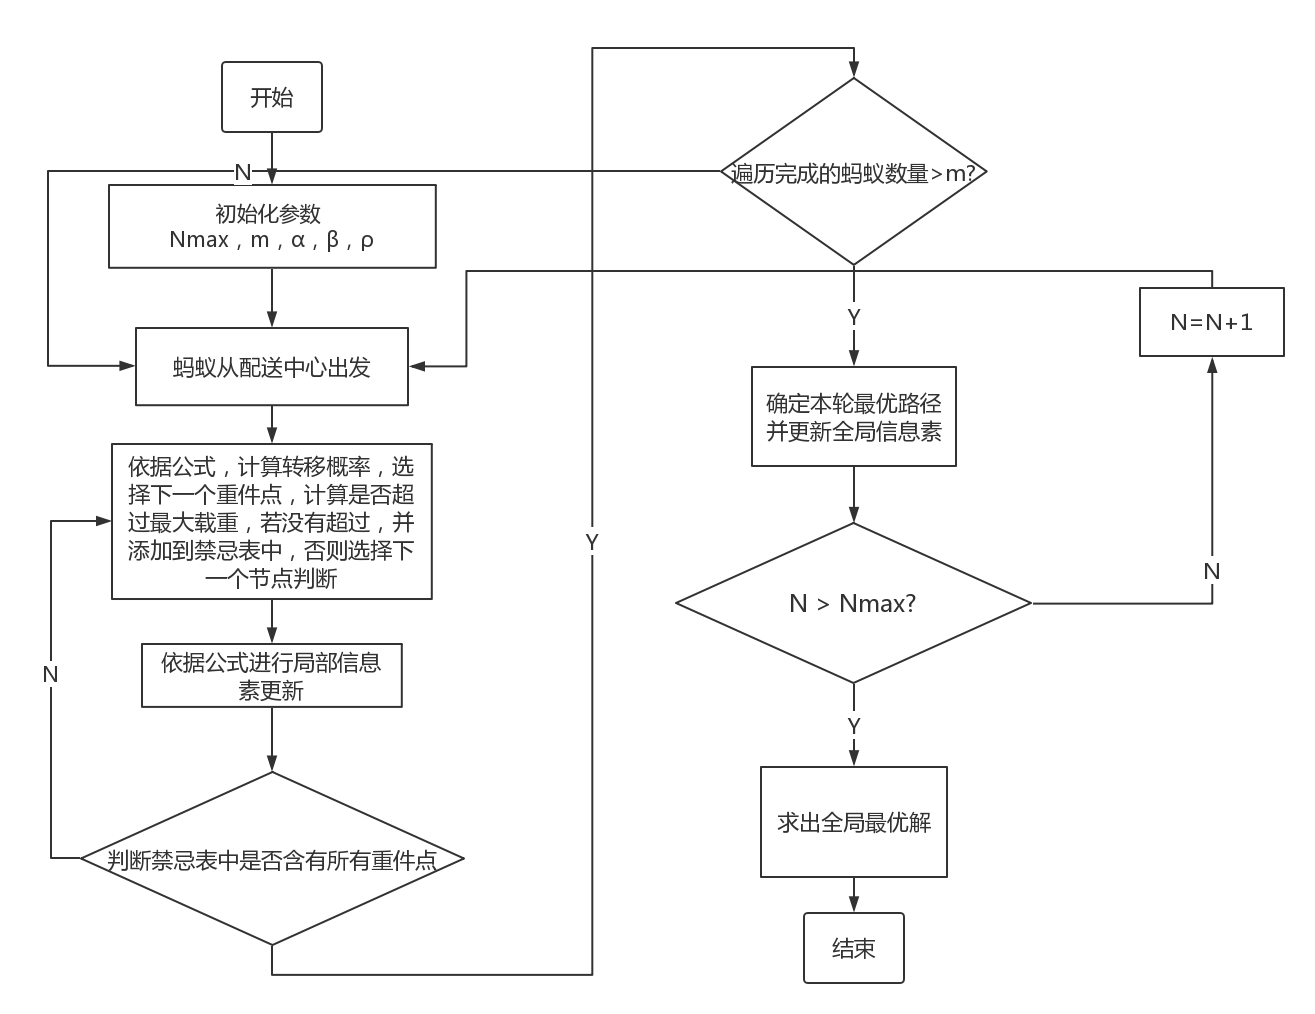 开始
N
初始化参数
Nmax，m，α，β，ρ
蚂蚁从配送中心出发
依据公式，计算转移概率，选
择下一个重件点，计算是否超
过最大载重，若没有超过，并
添加到禁忌表中，否则选择下
一个节点判断
N
依据公式进行局部信息
素更新
判断禁忌表中是否含有所有重件点
Y
遍历完成的蚂蚁数量>m?
Y
确定本轮最优路径
并更新全局信息素
N > Nmax?
N
N=N+1
Y
求出全局最优解
结束